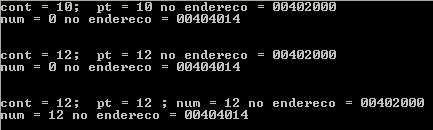 cont = 10;  pt = 10 no endereco = 00402000
num = 0 no endereco = 00404014
cont = 12;  pt = 12 no endereco = 00402000
num = 0 no endereco = 00404014
cont = 12;  pt = 12 ; num = 12 no endereco = 00402000
num = 12 no endereco = 00404014